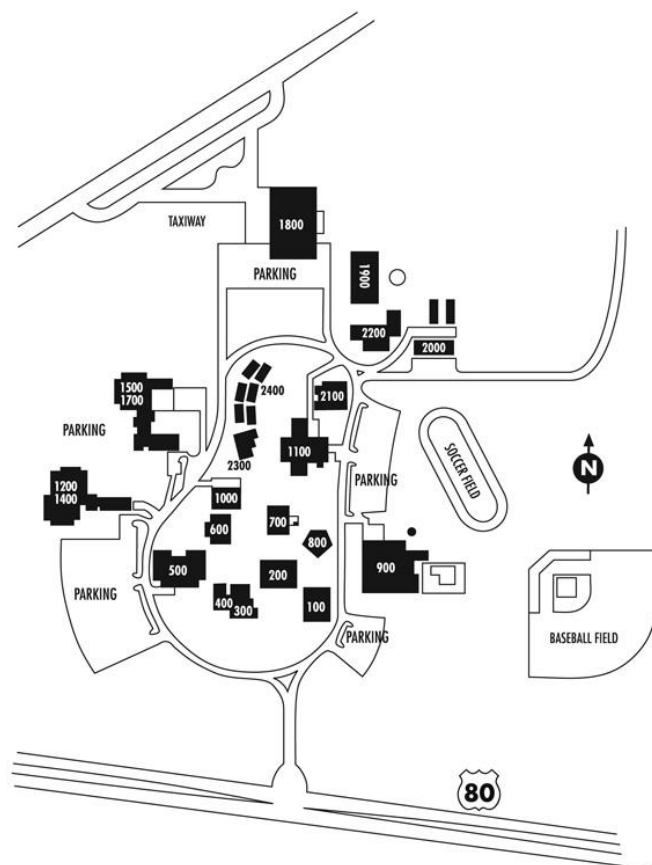 1800
TAXIWAY
PARKING
1900
2200
2000
1500
1700
2400
2100
PARKING
2300
1100
SOCCER FIELD
N
1200
1400
PARKING
1000
600
700
800
900
500
200
PARKING
400
300
100
PARKING
BASEBALL FIELD
80